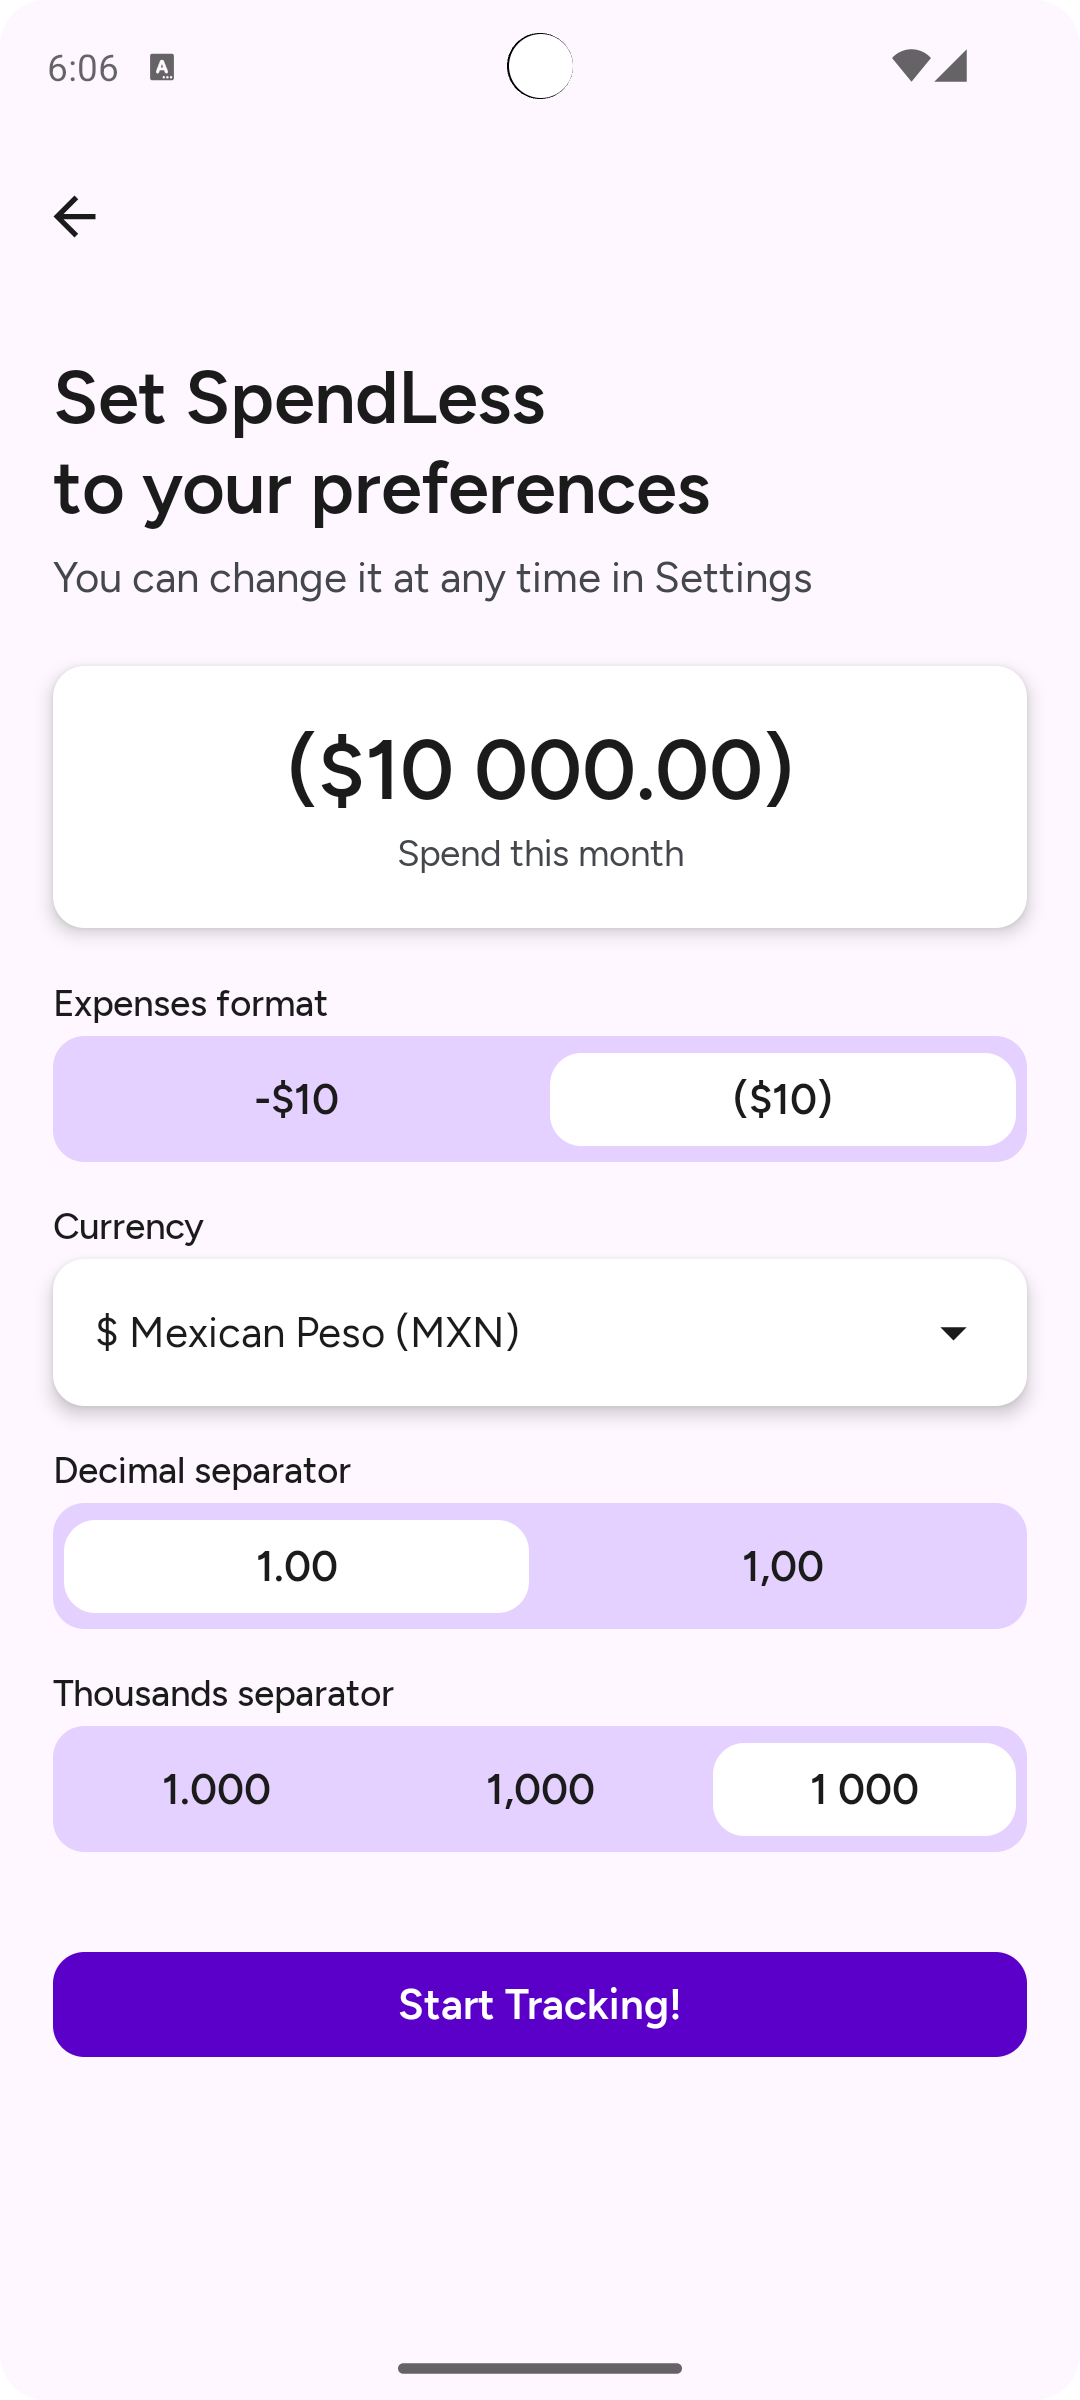 6:06
A
Set SpendLess
to your preferences
You can change it at any time in Settings
($10 000.00)
Spend this month
Expenses format
-$10
($10)
Currency
$ Mexican Peso (MXN)
Decimal separator
1.00
1,00
Thousands separator
1.000
1,000
1 000
Start Tracking!